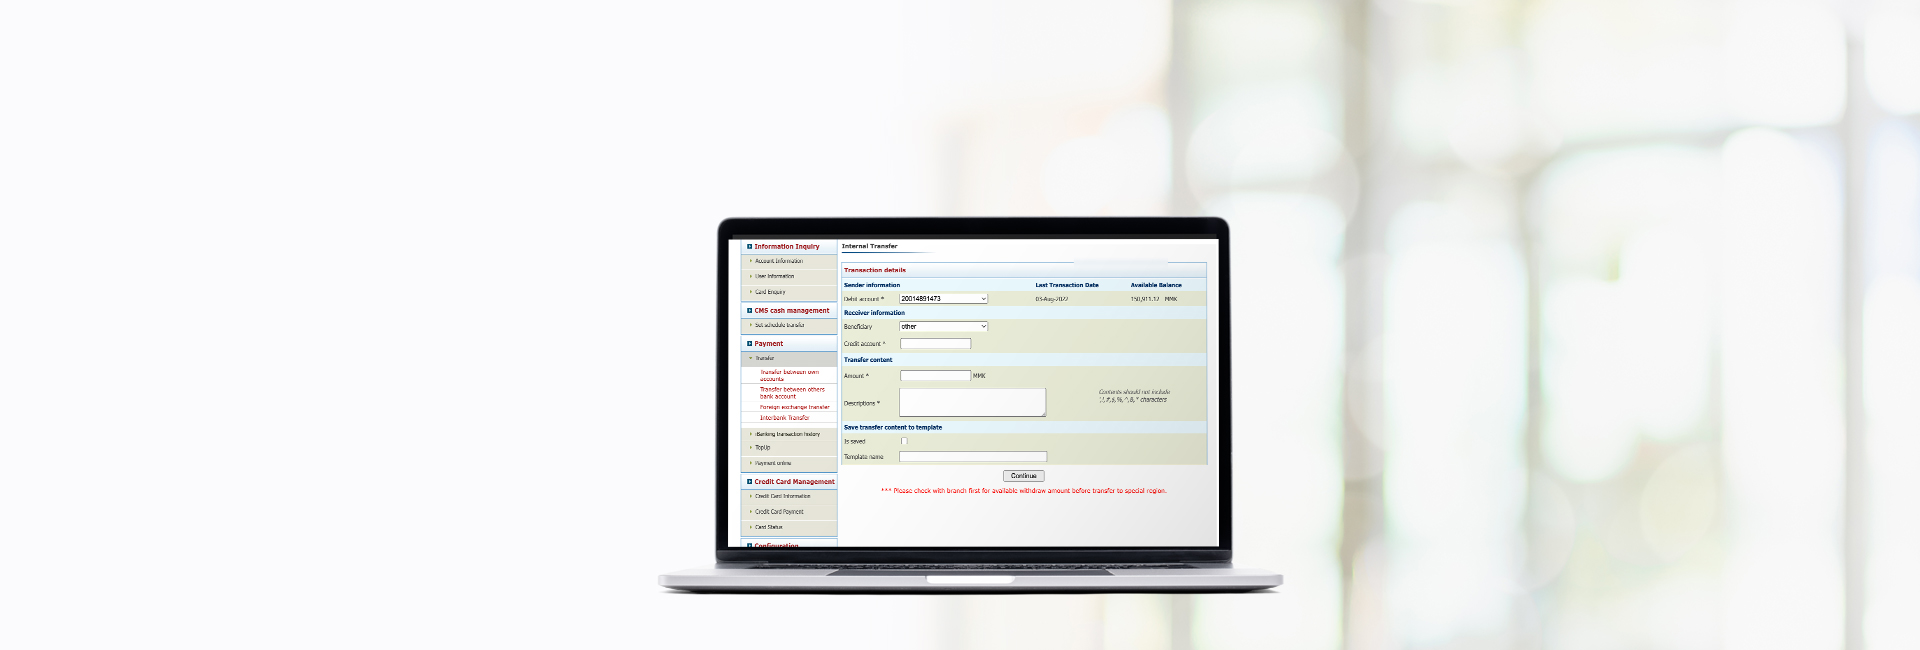 Information Inquiry
Account Information
User Information
Card Enquiry
CMS cash management
Set schedule transfer
Payment
Transfer
Transfer between own
accounts
Transfer between others
bank account
Foreign exchange transfer
Interbank Transfer
iBanking transaction history
TopUp
Payment online
Credit Card Management
Credit Card Information
Credit Card Payment
Card Status
Configuration
Internal Transfer
Transaction details
Sender information Last Transaction Date Available Balance
Debit account * 20014891473 03-Aug-2022 150,911.12 MMK
Receiver information
Beneficiary other
Credit account *
Transfer content
Amount * MMK
Descriptions *
Contents should not include
characters
Save transfer content to template
Is saved
Template name
Continue
*** Please check with branch first for available withdraw amount before transfer to special region.